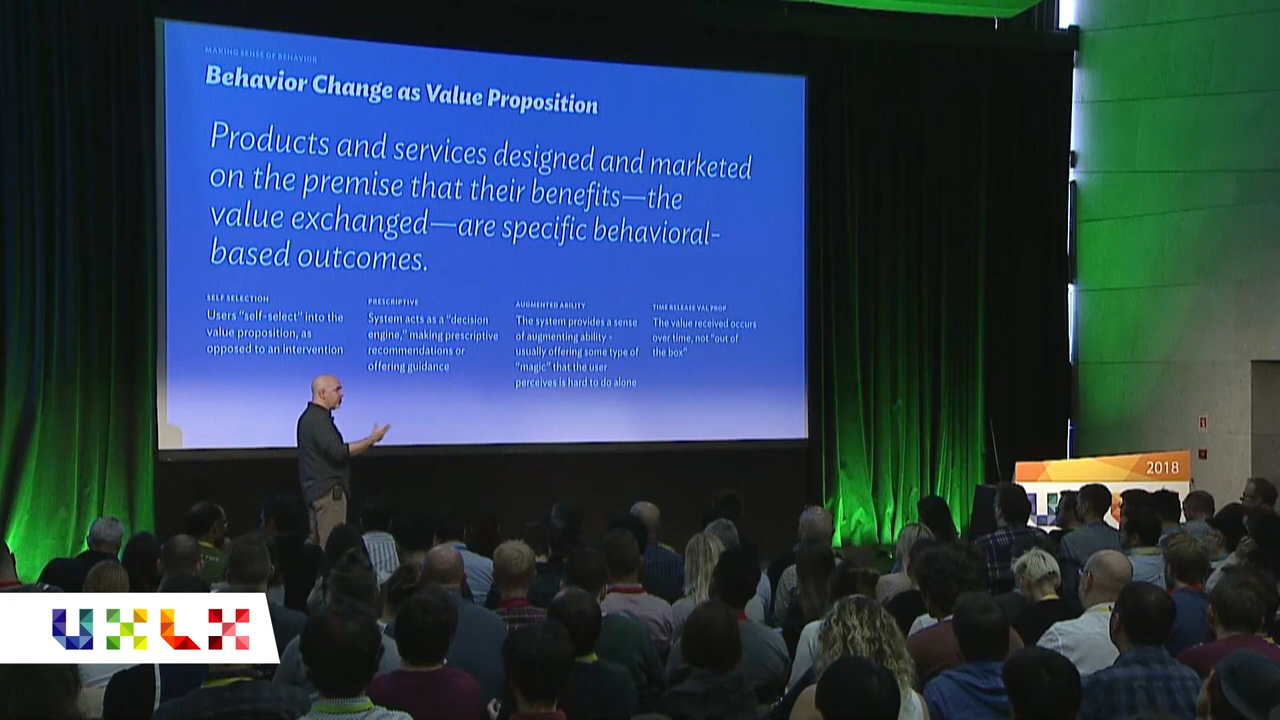 MAKING SENSE OF BEHAVIOR
Behavior Change as Value Proposition
Products and services designed and marketed
on the premise that their benefits—the
value exchanged—are specific behavioral-
based outcomes.
SELF SELECTION
Users "self-select" into the
value proposition, as
opposed to an intervention
PRESCRIPTIVE
System acts as a "decision
engine," making prescriptive
recommendations or
offering guidance
AUGMENTED ABILITY
The system provides a sense
of augmenting ability -
usually offering some type of
"magic" that the user
perceives is hard to do alone
TIME RELEASE VAL PROP
The value received occurs
over time, not "out of
the box"
2018
UXLX